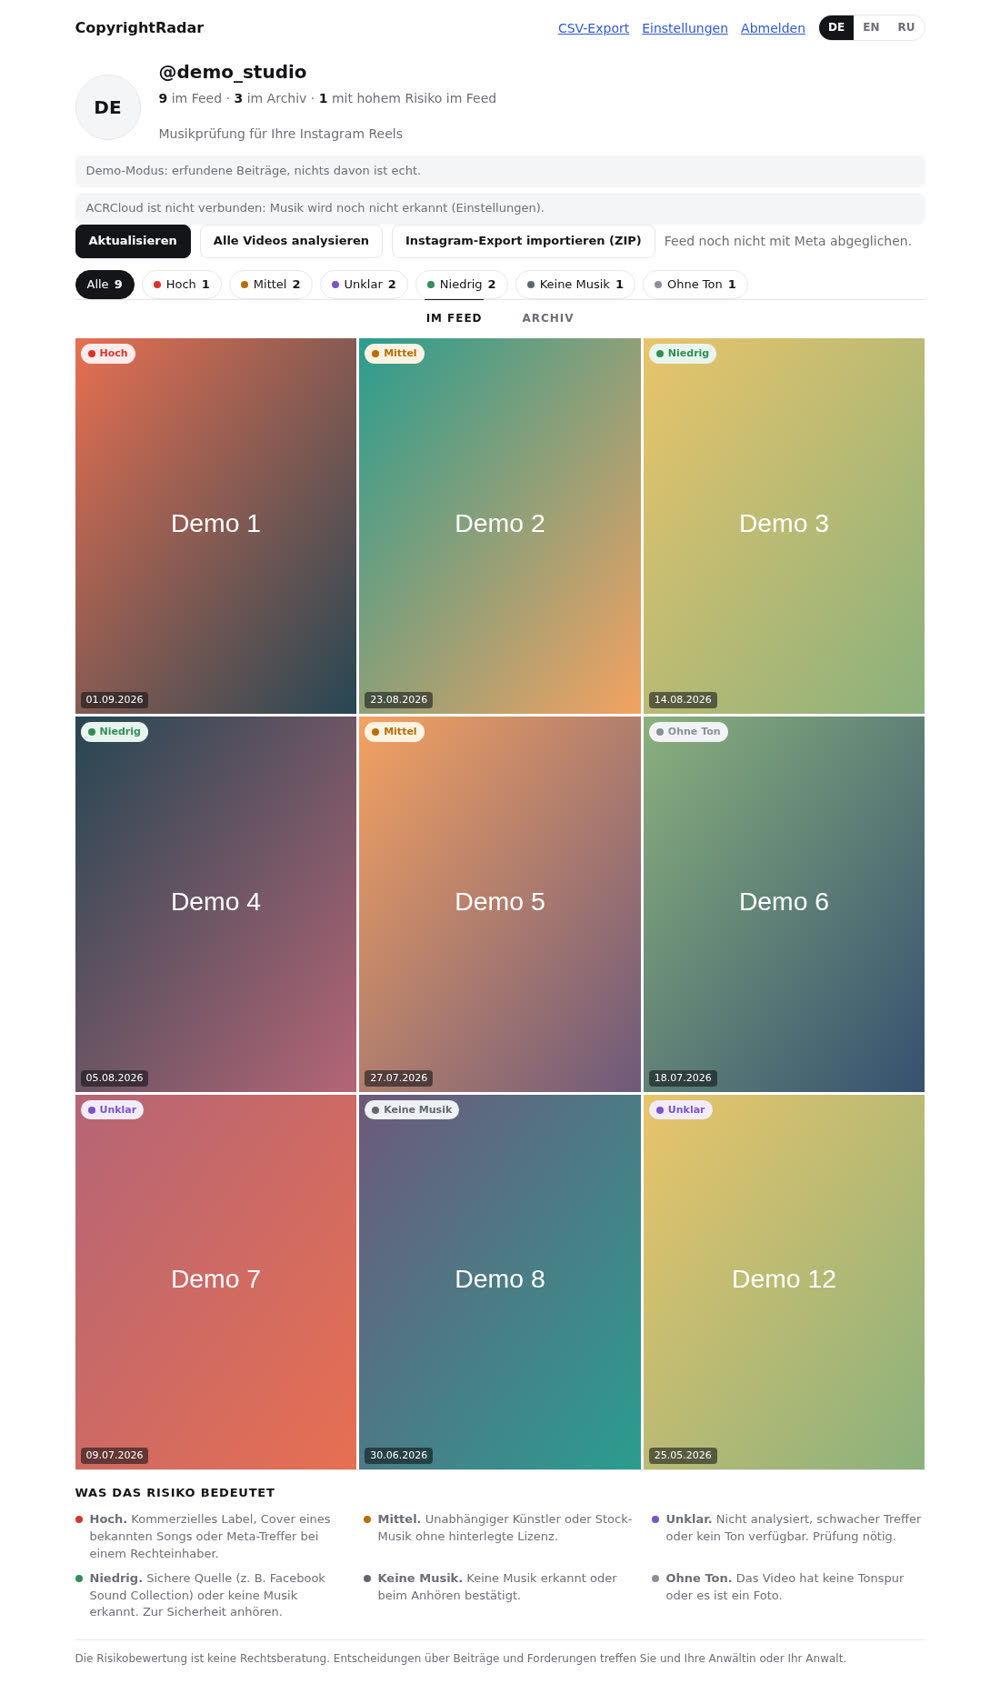 CopyrightRadar
CSV-Export Einstellungen Abmelden DE EN RU
DE
@demo_studio
9 im Feed · 3 im Archiv · 1 mit hohem Risiko im Feed
Musikprüfung für Ihre Instagram Reels
Demo-Modus: erfundene Beiträge, nichts davon ist echt.
ACRCloud ist nicht verbunden: Musik wird noch nicht erkannt (Einstellungen).
Aktualisieren Alle Videos analysieren Instagram-Export importieren (ZIP) Feed noch nicht mit Meta abgeglichen.
Alle 9 Hoch 1 Mittel 2 Unklar 2 Niedrig 2 Keine Musik 1 Ohne Ton 1
IM FEED ARCHIV
Hoch
Demo 1
01.09.2026
Mittel
Demo 2
23.08.2026
Niedrig
Demo 3
14.08.2026
Niedrig
Demo 4
05.08.2026
Mittel
Demo 5
27.07.2026
Ohne Ton
Demo 6
18.07.2026
Unklar
Demo 7
09.07.2026
Keine Musik
Demo 8
30.06.2026
Unklar
Demo 12
25.05.2026
WAS DAS RISIKO BEDEUTET
Hoch. Kommerzielles Label, Cover eines
bekannten Songs oder Meta-Treffer bei
einem Rechteinhaber.
Mittel. Unabhängiger Künstler oder Stock-
Musik ohne hinterlegte Lizenz.
Unklar. Nicht analysiert, schwacher Treffer
oder kein Ton verfügbar. Prüfung nötig.
Niedrig. Sichere Quelle (z. B. Facebook
Sound Collection) oder keine Musik
erkannt. Zur Sicherheit anhören.
Keine Musik. Keine Musik erkannt oder
beim Anhören bestätigt.
Ohne Ton. Das Video hat keine Tonspur
oder es ist ein Foto.
Die Risikobewertung ist keine Rechtsberatung. Entscheidungen über Beiträge und Forderungen treffen Sie und Ihre Anwältin oder Ihr Anwalt.